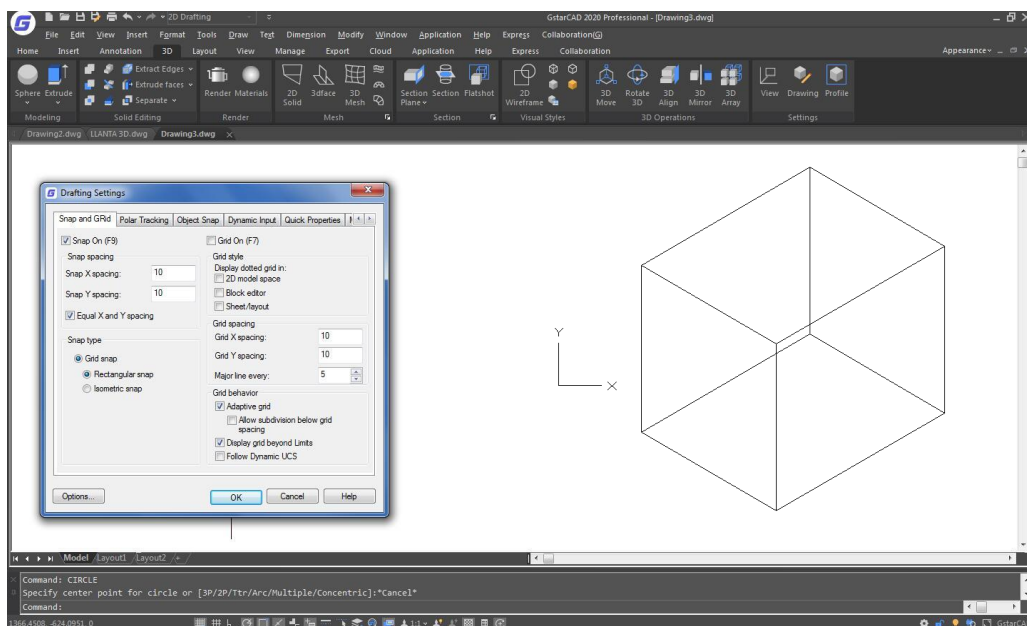 2D Drafting
GstarCAD 2020 Professional - [Drawing3.dwg]
File Edit View Insert Format Tools Draw Text Dimension Modify Window Application Help Express Collaboration(G)
Home Insert Annotation 3D Layout View Manage Export Cloud Application Help Express Collaboration Appearance
Extract Edges
Extrude faces
Separate
Sphere Extrude
Render Materials
2D Solid
3dface
3D Mesh
Section Plane
Section
Flatshot
2D Wireframe
3D Move
Rotate 3D
3D Align
3D Mirror
3D Array
View
Drawing
Profile
Modeling Solid Editing Render Mesh Section Visual Styles 3D Operations Settings
Drawing2.dwg LLANTA 3D.dwg Drawing3.dwg
Drafting Settings
Snap and GRid Polar Tracking Object Snap Dynamic Input Quick Properties
Snap On (F9)
Snap spacing
Snap X spacing: 10
Snap Y spacing: 10
Equal X and Y spacing
Snap type
Grid snap
Rectangular snap
Isometric snap
Grid On (F7)
Grid style
Display dotted grid in:
2D model space
Block editor
Sheet/layout
Grid spacing
Grid X spacing: 10
Grid Y spacing: 10
Major line every: 5
Grid behavior
Adaptive grid
Allow subdivision below grid
spacing
Display grid beyond Limits
Follow Dynamic UCS
Options... OK Cancel Help
Y
X
Model Layout1 Layout2 +
Command: CIRCLE
Specify center point for circle or [3P/2P/Ttr/Arc/Multiple/Concentric]:*Cancel*
Command:
1366.4508, -624.0951, 0
1:1
GstarCA